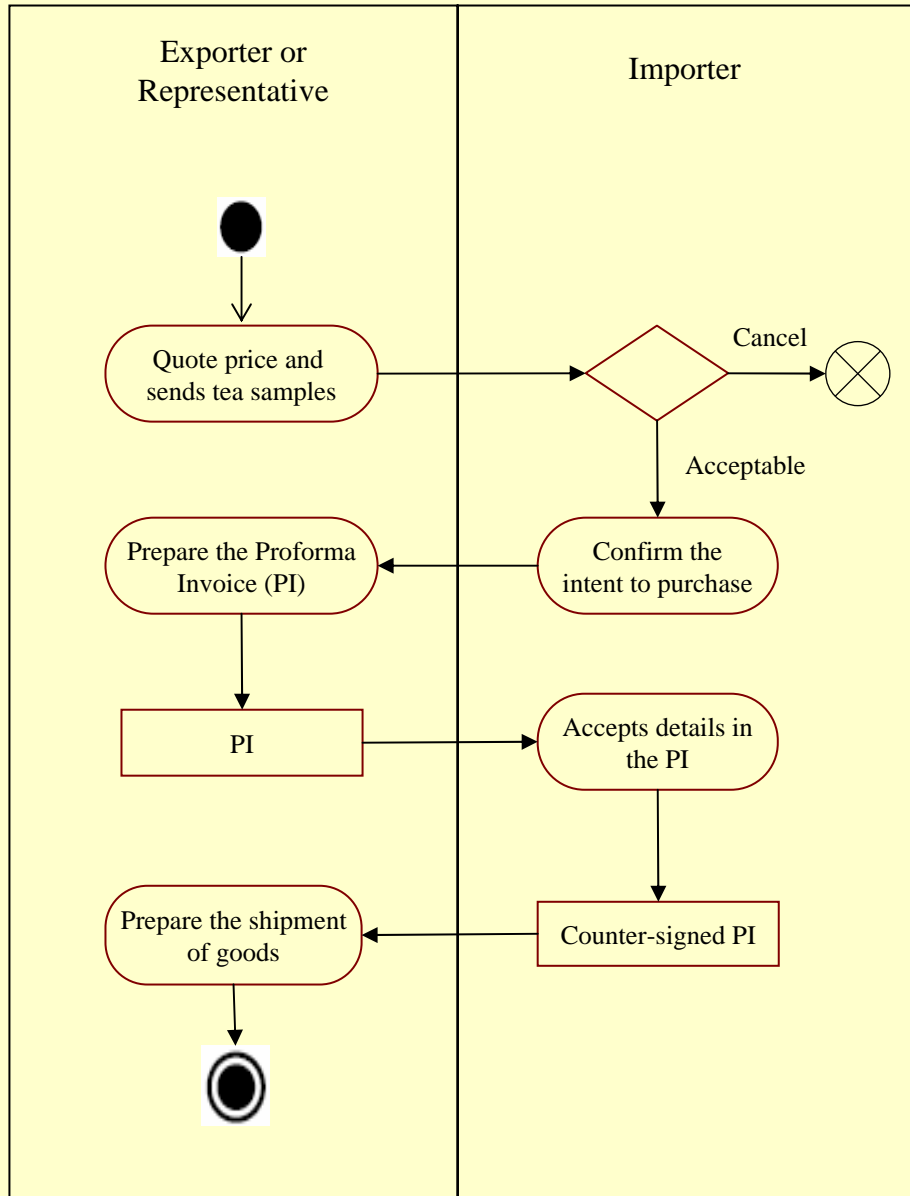 Exporter or
Representative
Importer
Quote price and
sends tea samples
Cancel
Acceptable
Prepare the Proforma
Invoice (PI)
Confirm the
intent to purchase
PI
Accepts details in
the PI
Prepare the shipment
of goods
Counter-signed PI